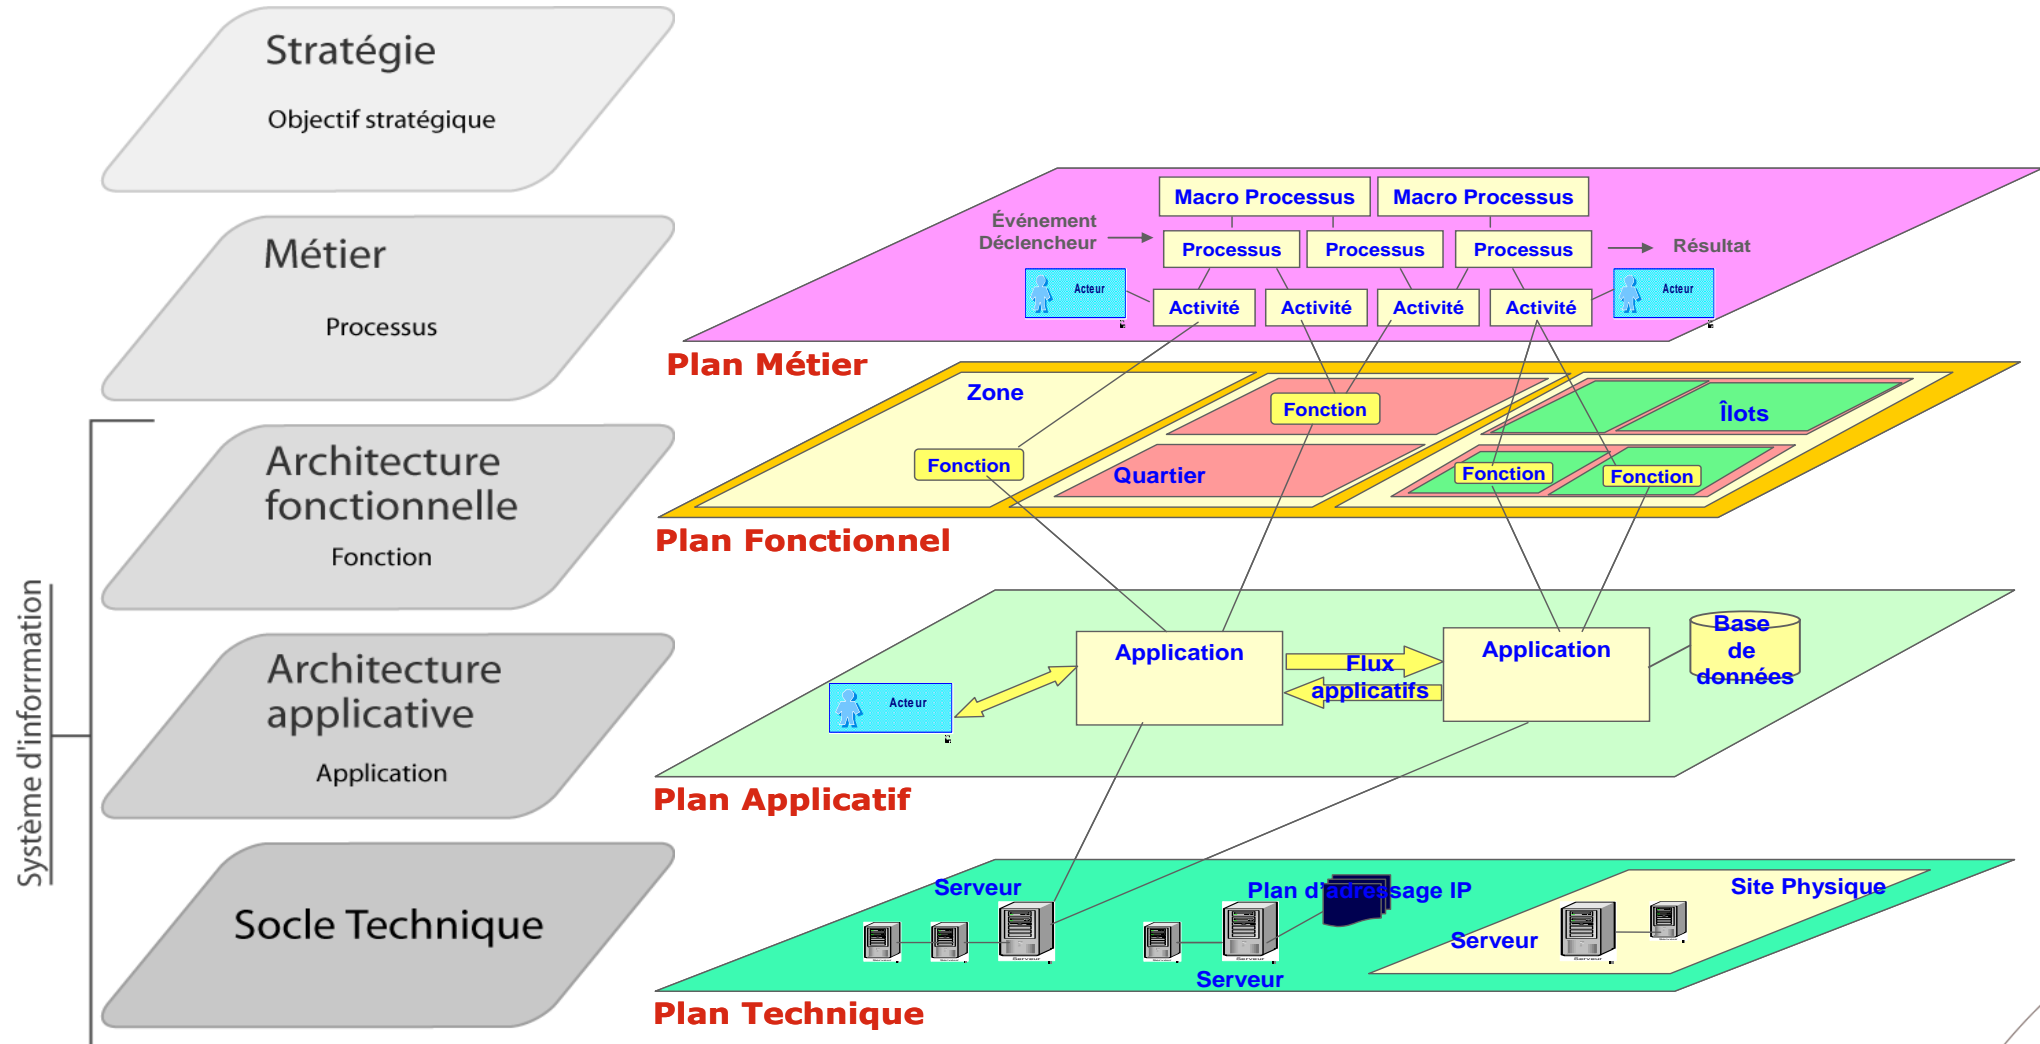 Stratégie
Objectif stratégique
Métier
Processus
Architecture
fonctionnelle
Fonction
Architecture
applicative
Application
Socle Technique
Système d'information
Macro Processus
Macro Processus
Événement
Déclencheur
Processus
Processus
Processus
Résultat
Acteur
Activité
Activité
Activité
Activité
Acteur
Plan Métier
Zone
Fonction
Îlots
Quartier
Fonction
Fonction
Fonction
Plan Fonctionnel
Application
Application
Flux
applicatifs
Base
de
données
Acteur
Plan Applicatif
Serveur
Plan d'adressage IP
Site Physique
Serveur
Serveur
Serveur
Serveur
Serveur
Plan Technique